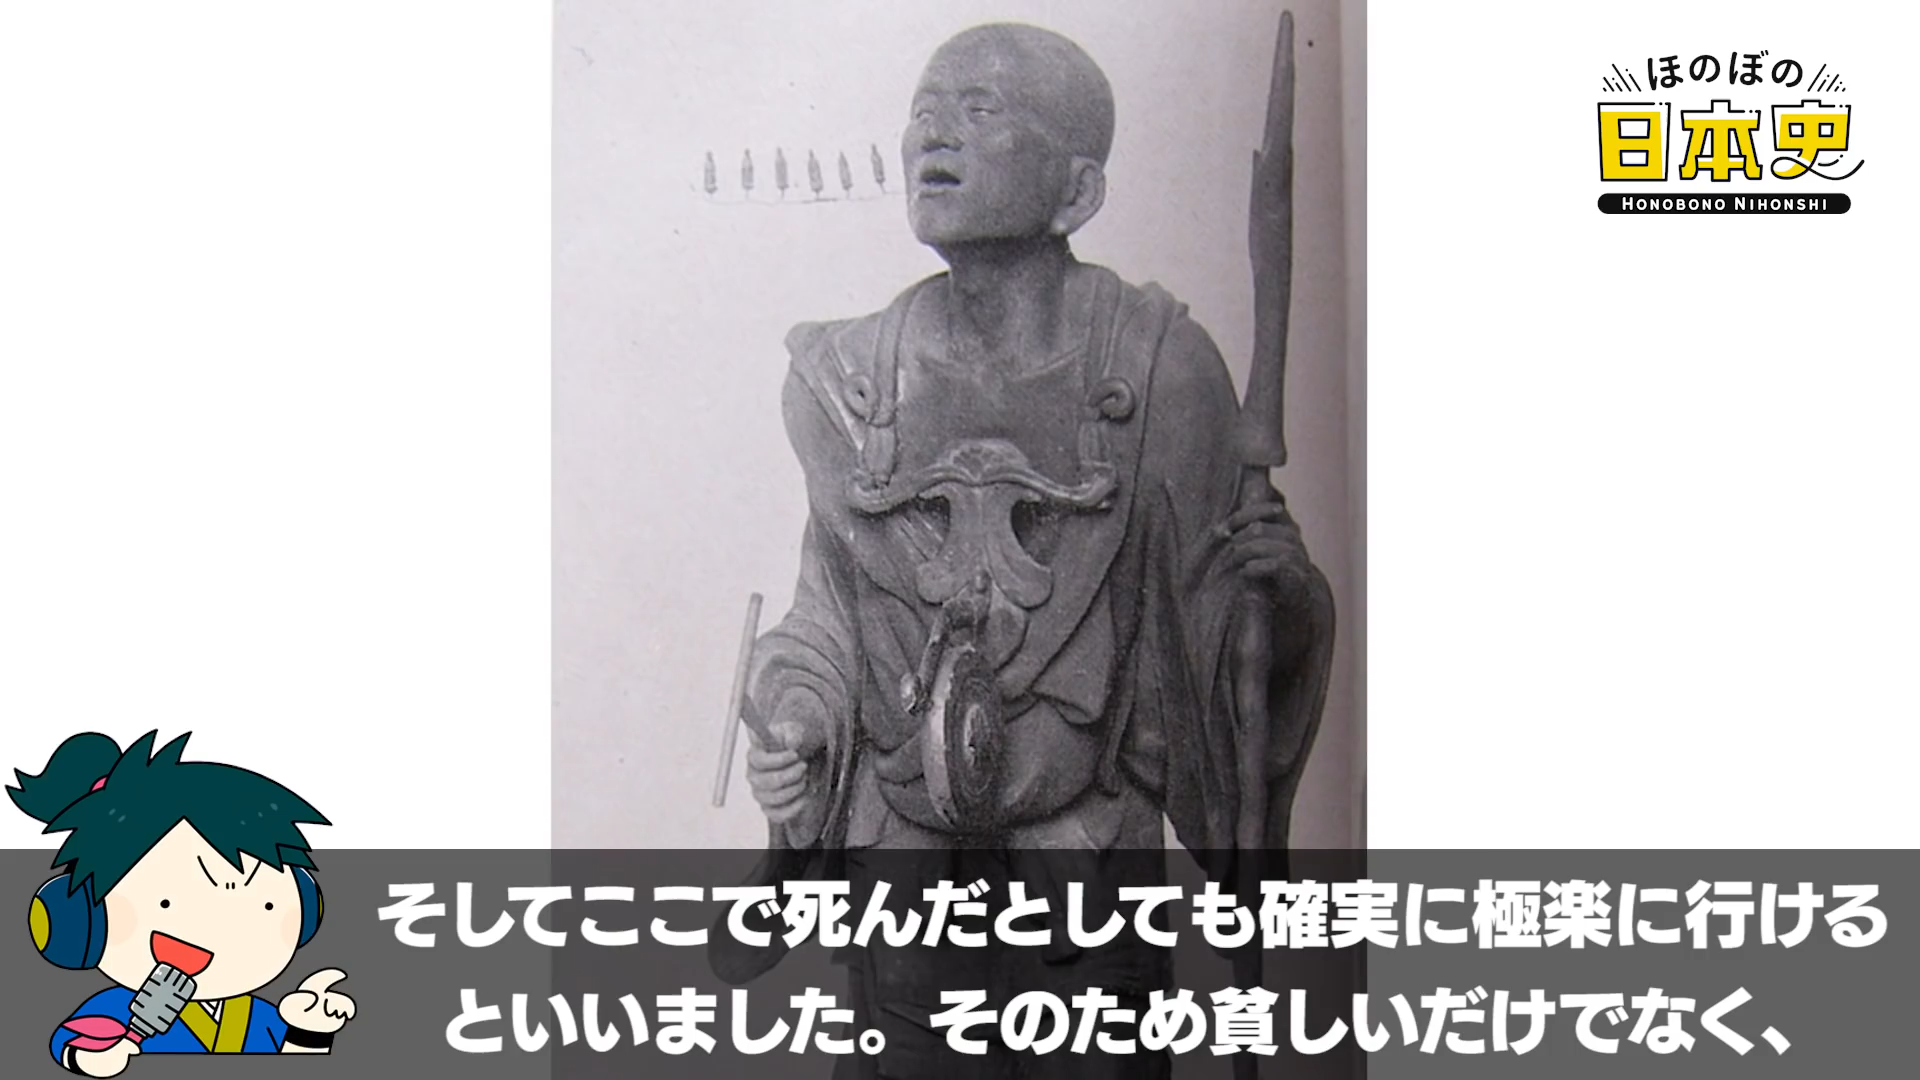 ほのぼの
日本史
HONOBONO NIHONSHI
そしてここで死んだとしても確実に極楽に行ける
といいました。そのため貧しいだけでなく、